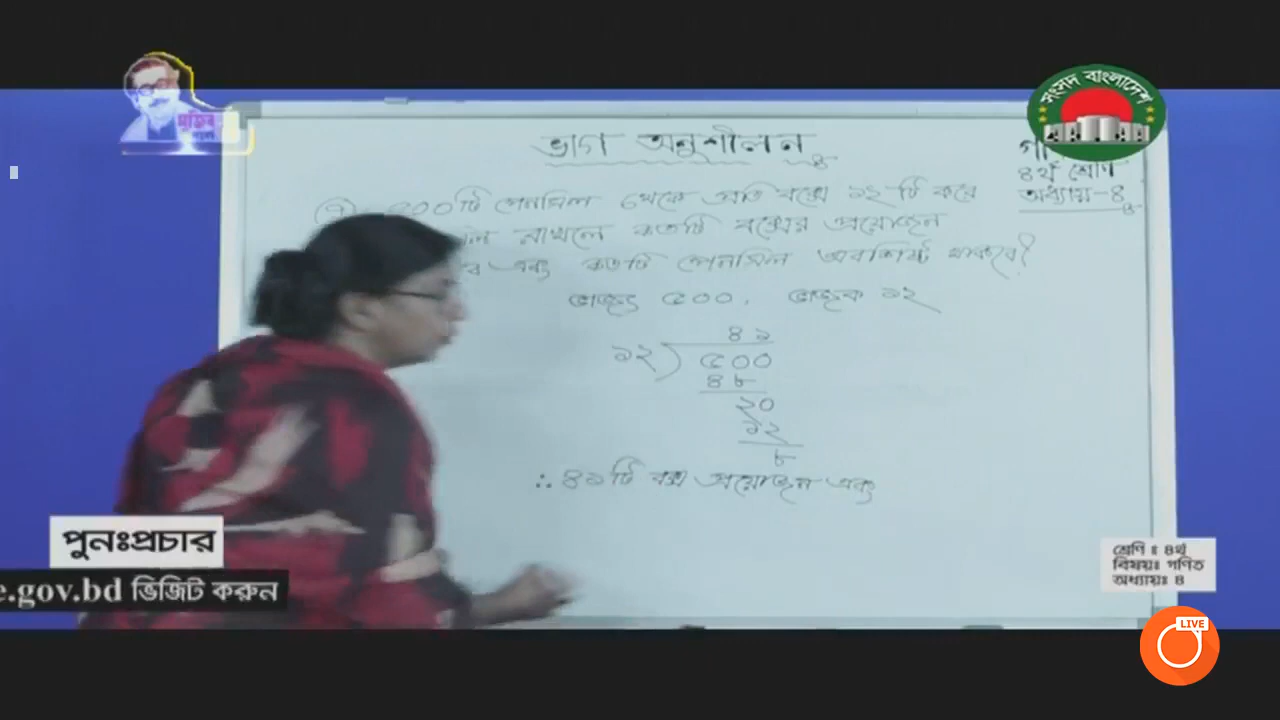 মুজিব
সংসদ বাংলাদেশ
ভাগ অনুশীলন
৪র্থ শ্রেণি
অধ্যায়-৪
৫০০টি পেনসিল থেকে প্রতি বক্সে ১২ টি করে
রাখলে কতটি বক্সের প্রয়োজন
এবং কতটি পেনসিল অবশিষ্ট থাকবে?
ভাজ্য ৫০০, ভাজক ১২
৪১
১২ ) ৫০০
৪৮
২০
১২
৮
∴ ৪১টি বক্স প্রয়োজন এবং
পুনঃপ্রচার
e.gov.bd ভিজিট করুন
শ্রেণি ঃ ৪র্থ
বিষয়ঃ গণিত
অধ্যায়ঃ ৪
LIVE